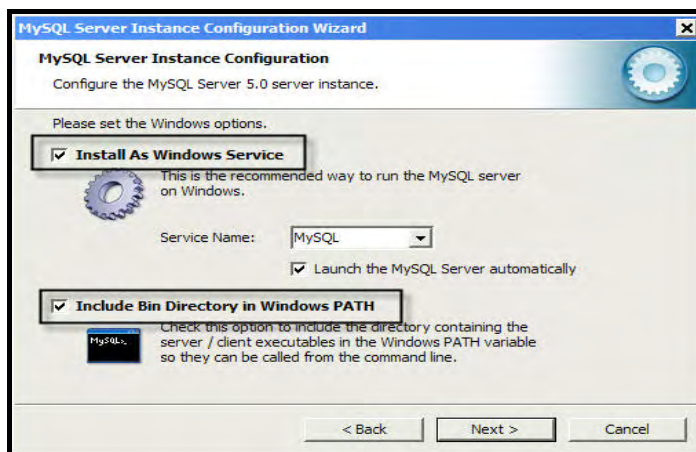 MySQL Server Instance Configuration Wizard
MySQL Server Instance Configuration
Configure the MySQL Server 5.0 server instance.
Please set the Windows options.
Install As Windows Service
This is the recommended way to run the MySQL server
on Windows.
Service Name: MySQL
Launch the MySQL Server automatically
Include Bin Directory in Windows PATH
Check this option to include the directory containing the
server / client executables in the Windows PATH variable
so they can be called from the command line.
MySQL>_
< Back Next > Cancel